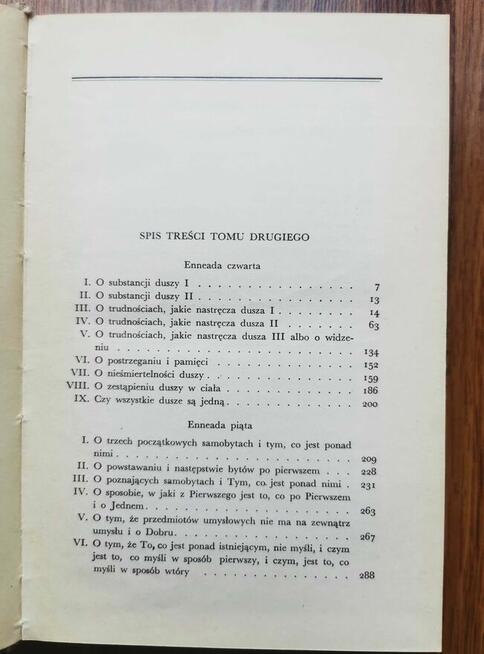 SPIS TREŚCI TOMU DRUGIEGO
Enneada czwarta
I. O substancji duszy I . . . . . . . . . . . . . . 7
II. O substancji duszy II . . . . . . . . . . . . . 13
III. O trudnościach, jakie nastręcza dusza I . . . . . . . 14
IV. O trudnościach, jakie nastręcza dusza II . . . . . . 63
V. O trudnościach, jakie nastręcza dusza III albo o widze-
niu . . . . . . . . . . . . . . . . . . 134
VI. O postrzeganiu i pamięci . . . . . . . . . . . 152
VII. O nieśmiertelności duszy . . . . . . . . . . . . 159
VIII. O zestąpieniu duszy w ciała . . . . . . . . . . 186
IX. Czy wszystkie dusze są jedną . . . . . . . . . . 200
Enneada piąta
I. O trzech początkowych samobytach i tym, co jest ponad
nimi . . . . . . . . . . . . . . . . . . 209
II. O powstawaniu i następstwie bytów po pierwszem . . . 228
III. O poznających samobytach i Tym, co jest ponad nimi . 231
IV. O sposobie, w jaki z Pierwszego jest to, co po Pierwszem
i o Jednem . . . . . . . . . . . . . . . . 263
V. O tym, że przedmiotów umysłowych nie ma na zewnątrz
umysłu i o Dobru . . . . . . . . . . . . . . 267
VI. O tym, że To, co jest ponad istniejącym, nie myśli, i czym
jest to, co myśli w sposób pierwszy, i czym, jest to, co
myśli w sposób wtóry . . . . . . . . . . . . 288